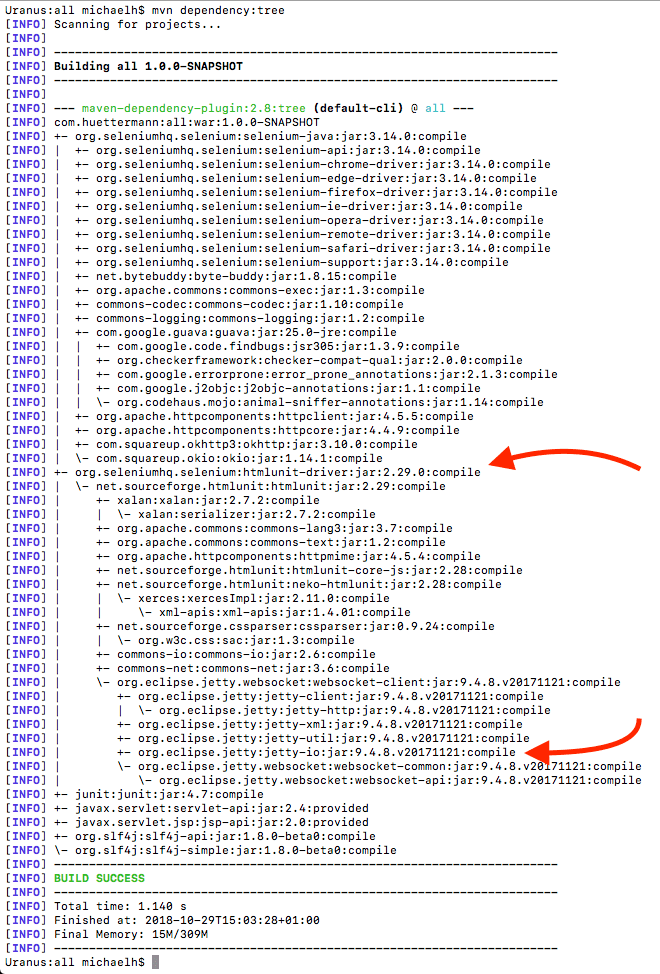 Uranus:all michaelh$ mvn dependency:tree
[INFO] Scanning for projects...
[INFO]
[INFO] ------------------------------------------------------------------------
[INFO] Building all 1.0.0-SNAPSHOT
[INFO] ------------------------------------------------------------------------
[INFO]
[INFO] --- maven-dependency-plugin:2.8:tree (default-cli) @ all ---
[INFO] com.huettermann:all:war:1.0.0-SNAPSHOT
[INFO] +- org.seleniumhq.selenium:selenium-java:jar:3.14.0:compile
[INFO] |  +- org.seleniumhq.selenium:selenium-api:jar:3.14.0:compile
[INFO] |  +- org.seleniumhq.selenium:selenium-chrome-driver:jar:3.14.0:compile
[INFO] |  +- org.seleniumhq.selenium:selenium-edge-driver:jar:3.14.0:compile
[INFO] |  +- org.seleniumhq.selenium:selenium-firefox-driver:jar:3.14.0:compile
[INFO] |  +- org.seleniumhq.selenium:selenium-ie-driver:jar:3.14.0:compile
[INFO] |  +- org.seleniumhq.selenium:selenium-opera-driver:jar:3.14.0:compile
[INFO] |  +- org.seleniumhq.selenium:selenium-remote-driver:jar:3.14.0:compile
[INFO] |  +- org.seleniumhq.selenium:selenium-safari-driver:jar:3.14.0:compile
[INFO] |  +- org.seleniumhq.selenium:selenium-support:jar:3.14.0:compile
[INFO] |  +- net.bytebuddy:byte-buddy:jar:1.8.15:compile
[INFO] |  +- org.apache.commons:commons-exec:jar:1.3:compile
[INFO] |  +- commons-codec:commons-codec:jar:1.10:compile
[INFO] |  +- commons-logging:commons-logging:jar:1.2:compile
[INFO] |  +- com.google.guava:guava:jar:25.0-jre:compile
[INFO] |  |  +- com.google.code.findbugs:jsr305:jar:1.3.9:compile
[INFO] |  |  +- org.checkerframework:checker-compat-qual:jar:2.0.0:compile
[INFO] |  |  +- com.google.errorprone:error_prone_annotations:jar:2.1.3:compile
[INFO] |  |  +- com.google.j2objc:j2objc-annotations:jar:1.1:compile
[INFO] |  |  \- org.codehaus.mojo:animal-sniffer-annotations:jar:1.14:compile
[INFO] |  +- org.apache.httpcomponents:httpclient:jar:4.5.5:compile
[INFO] |  +- org.apache.httpcomponents:httpcore:jar:4.4.9:compile
[INFO] |  +- com.squareup.okhttp3:okhttp:jar:3.10.0:compile
[INFO] |  \- com.squareup.okio:okio:jar:1.14.1:compile
[INFO] +- org.seleniumhq.selenium:htmlunit-driver:jar:2.29.0:compile
[INFO] |  \- net.sourceforge.htmlunit:htmlunit:jar:2.29:compile
[INFO] |     +- xalan:xalan:jar:2.7.2:compile
[INFO] |     |  \- xalan:serializer:jar:2.7.2:compile
[INFO] |     +- org.apache.commons:commons-lang3:jar:3.7:compile
[INFO] |     +- org.apache.commons:commons-text:jar:1.2:compile
[INFO] |     +- org.apache.httpcomponents:httpmime:jar:4.5.4:compile
[INFO] |     +- net.sourceforge.htmlunit:htmlunit-core-js:jar:2.28:compile
[INFO] |     +- net.sourceforge.htmlunit:neko-htmlunit:jar:2.28:compile
[INFO] |     |  \- xerces:xercesImpl:jar:2.11.0:compile
[INFO] |     |     \- xml-apis:xml-apis:jar:1.4.01:compile
[INFO] |     +- net.sourceforge.cssparser:cssparser:jar:0.9.24:compile
[INFO] |     |  \- org.w3c.css:sac:jar:1.3:compile
[INFO] |     +- commons-io:commons-io:jar:2.6:compile
[INFO] |     +- commons-net:commons-net:jar:3.6:compile
[INFO] |     \- org.eclipse.jetty.websocket:websocket-client:jar:9.4.8.v20171121:compile
[INFO] |        +- org.eclipse.jetty:jetty-client:jar:9.4.8.v20171121:compile
[INFO] |        |  \- org.eclipse.jetty:jetty-http:jar:9.4.8.v20171121:compile
[INFO] |        +- org.eclipse.jetty:jetty-xml:jar:9.4.8.v20171121:compile
[INFO] |        +- org.eclipse.jetty:jetty-util:jar:9.4.8.v20171121:compile
[INFO] |        +- org.eclipse.jetty:jetty-io:jar:9.4.8.v20171121:compile
[INFO] |        \- org.eclipse.jetty.websocket:websocket-common:jar:9.4.8.v20171121:compile
[INFO] |           \- org.eclipse.jetty.websocket:websocket-api:jar:9.4.8.v20171121:compile
[INFO] +- junit:junit:jar:4.7:compile
[INFO] +- javax.servlet:servlet-api:jar:2.4:provided
[INFO] +- javax.servlet.jsp:jsp-api:jar:2.0:provided
[INFO] +- org.slf4j:slf4j-api:jar:1.8.0-beta0:compile
[INFO] \- org.slf4j:slf4j-simple:jar:1.8.0-beta0:compile
[INFO] ------------------------------------------------------------------------
[INFO] BUILD SUCCESS
[INFO] ------------------------------------------------------------------------
[INFO] Total time: 1.140 s
[INFO] Finished at: 2018-10-29T15:03:28+01:00
[INFO] Final Memory: 15M/309M
[INFO] ------------------------------------------------------------------------
Uranus:all michaelh$